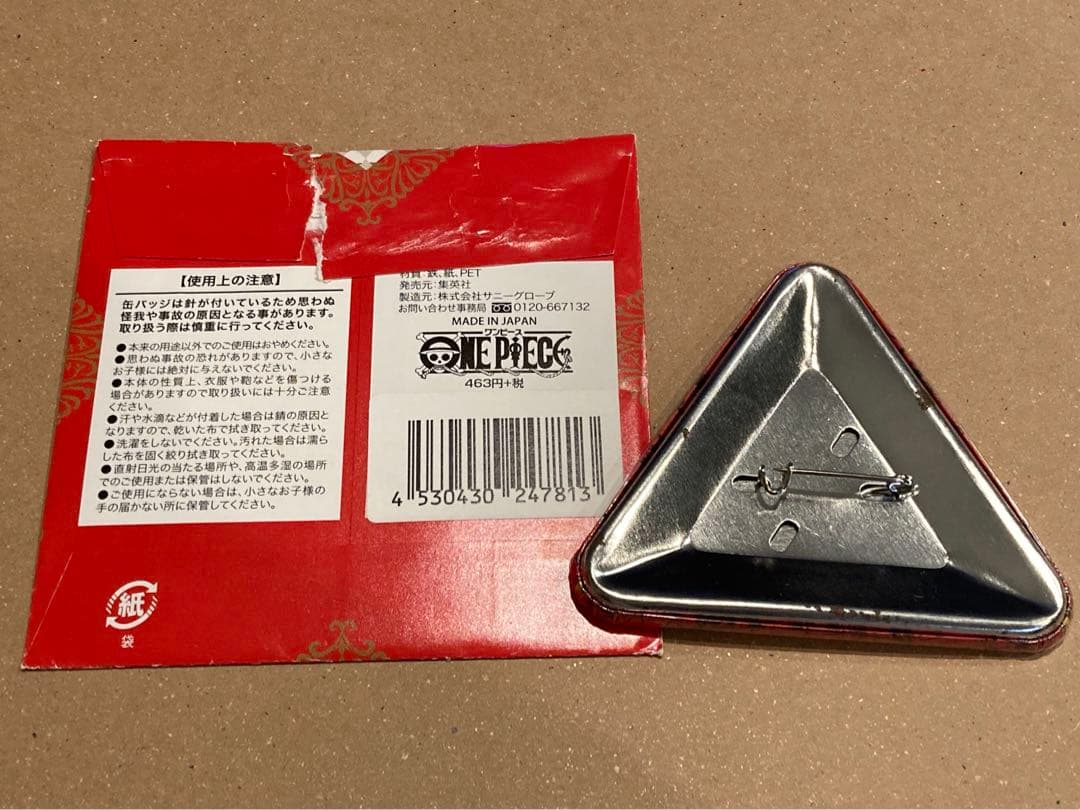 【使用上の注意】
缶バッジは針が付いているため思わぬ
怪我や事故の原因となる事があります。
取り扱う際は慎重に行ってください。
●本来の用途以外でのご使用はおやめください。
●思わぬ事故の恐れがありますので、小さな
お子様には絶対に与えないでください。
●本体の性質上、衣服や鞄などを傷つける
場合がありますので取り扱いには十分ご注意
ください。
●汗や水滴などが付着した場合は錆の原因と
なりますので、乾いた布で拭き取ってください。
●洗濯をしないでください。汚れた場合は濡ら
した布を固く絞り拭き取ってください。
●直射日光の当たる場所や、高温多湿の場所
でのご使用または保管はしないでください。
●ご使用にならない場合は、小さなお子様の
手の届かない所に保管してください。
材質:鉄、紙、PET
発売元:集英社
製造元:株式会社サニーグローブ
お問い合わせ事務局 0120-667132
MADE IN JAPAN
ワンピース
ONE PIECE
463円+税
4 530430 247813
紙
袋